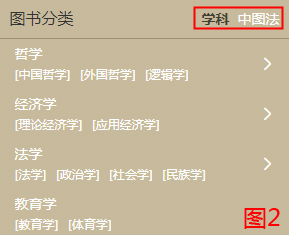 图书分类 学科 中图法
哲学
[中国哲学] [外国哲学] [逻辑学]
经济学
[理论经济学] [应用经济学]
法学
[法学] [政治学] [社会学] [民族学]
教育学
[教育学] [体育学]
图2